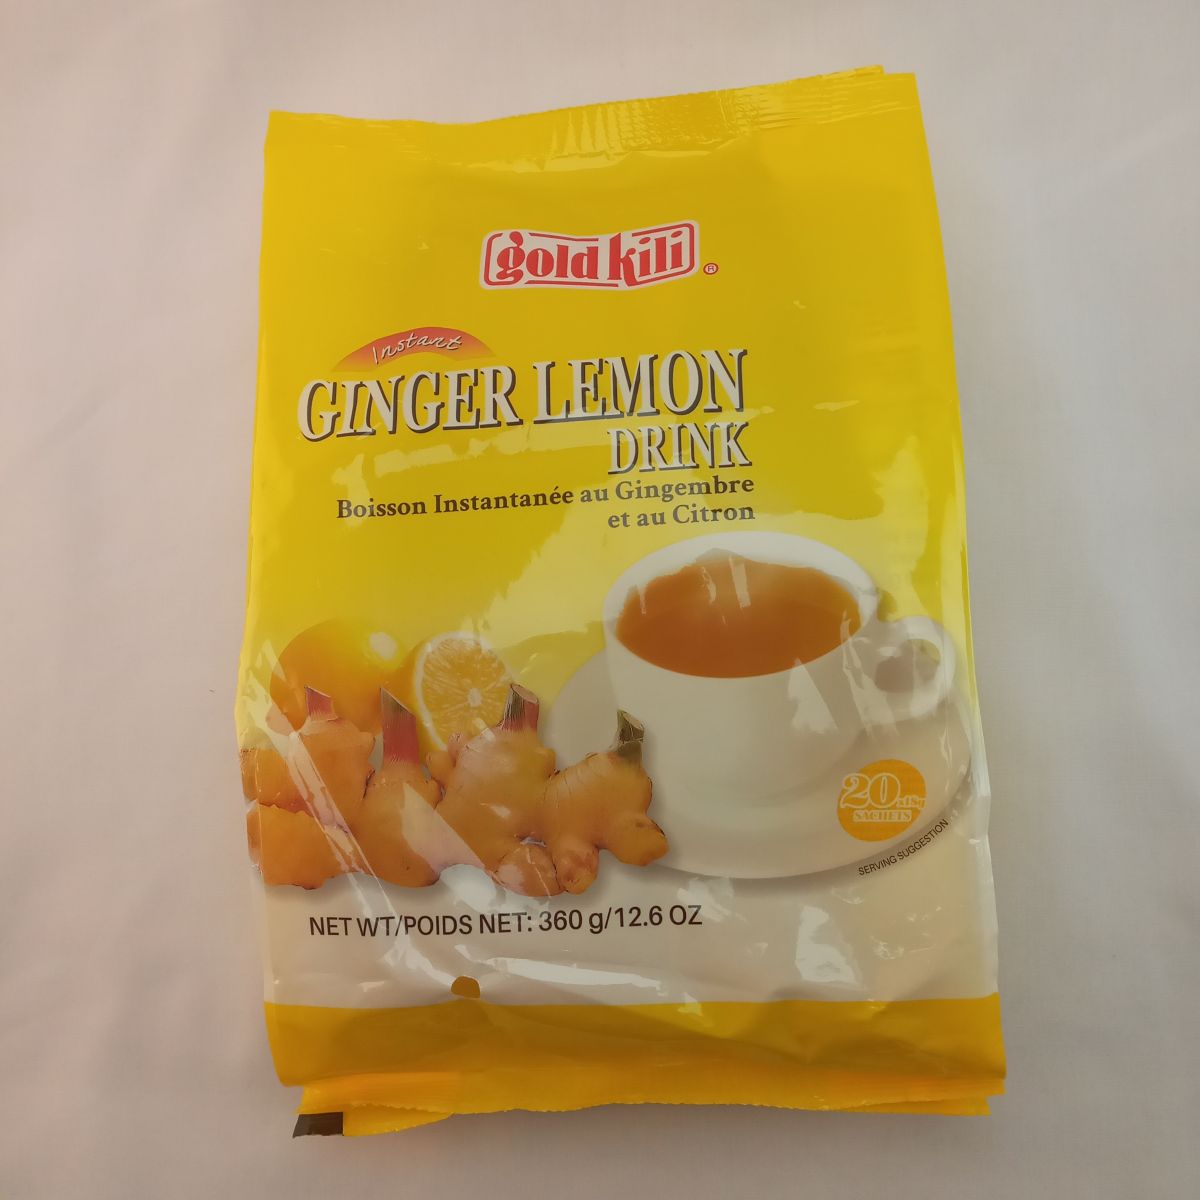 gold kili ®
Instant
GINGER LEMON
DRINK
Boisson Instantanée au Gingembre
et au Citron
20 x18g
SACHETS
SERVING SUGGESTION
NET WT/POIDS NET: 360 g/12.6 OZ